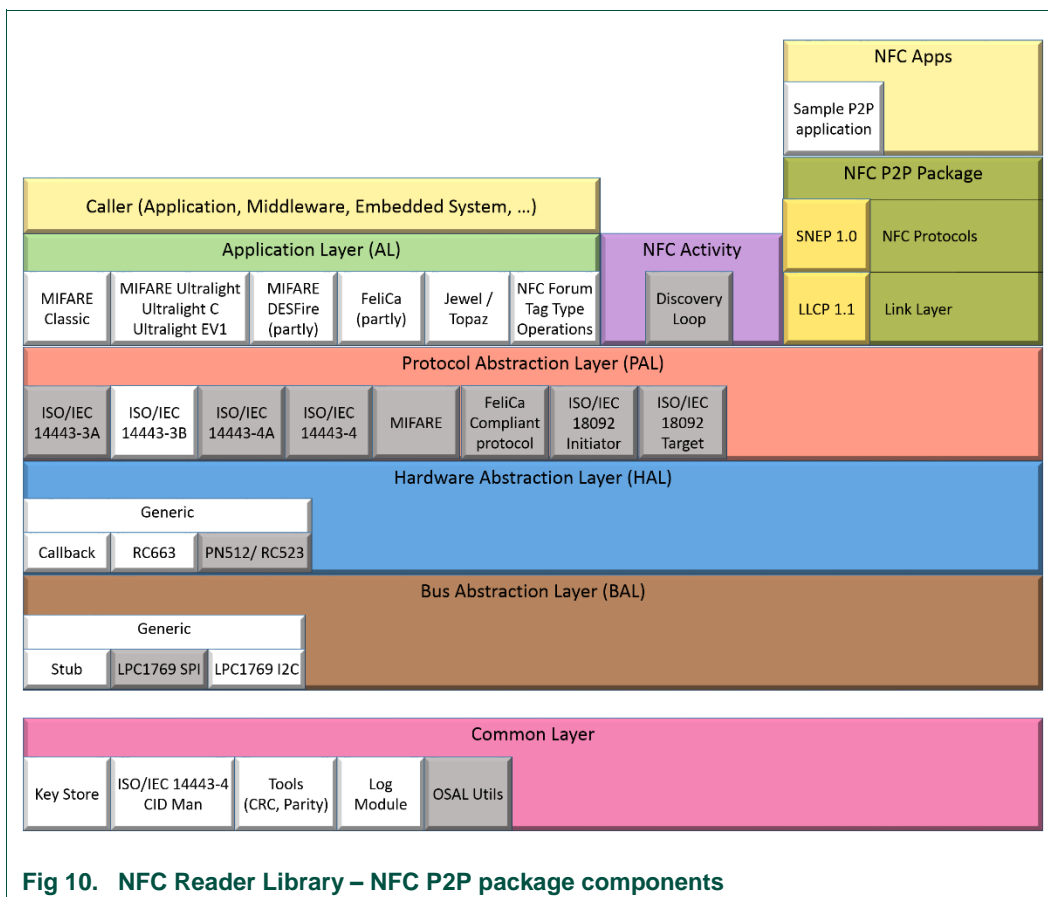 NFC Apps
Sample P2P
application
NFC P2P Package
SNEP 1.0
NFC Protocols
LLCP 1.1
Link Layer
Caller (Application, Middleware, Embedded System, ...)
Application Layer (AL)
MIFARE
Classic
MIFARE Ultralight
Ultralight C
Ultralight EV1
MIFARE
DESFire
(partly)
FeliCa
(partly)
Jewel /
Topaz
NFC Forum
Tag Type
Operations
NFC Activity
Discovery
Loop
Protocol Abstraction Layer (PAL)
ISO/IEC
14443-3A
ISO/IEC
14443-3B
ISO/IEC
14443-4A
ISO/IEC
14443-4
MIFARE
FeliCa
Compliant
protocol
ISO/IEC
18092
Initiator
ISO/IEC
18092
Target
Hardware Abstraction Layer (HAL)
Generic
Callback
RC663
PN512/ RC523
Bus Abstraction Layer (BAL)
Generic
Stub
LPC1769 SPI
LPC1769 I2C
Common Layer
Key Store
ISO/IEC 14443-4
CID Man
Tools
(CRC, Parity)
Log
Module
OSAL Utils
Fig 10. NFC Reader Library – NFC P2P package components